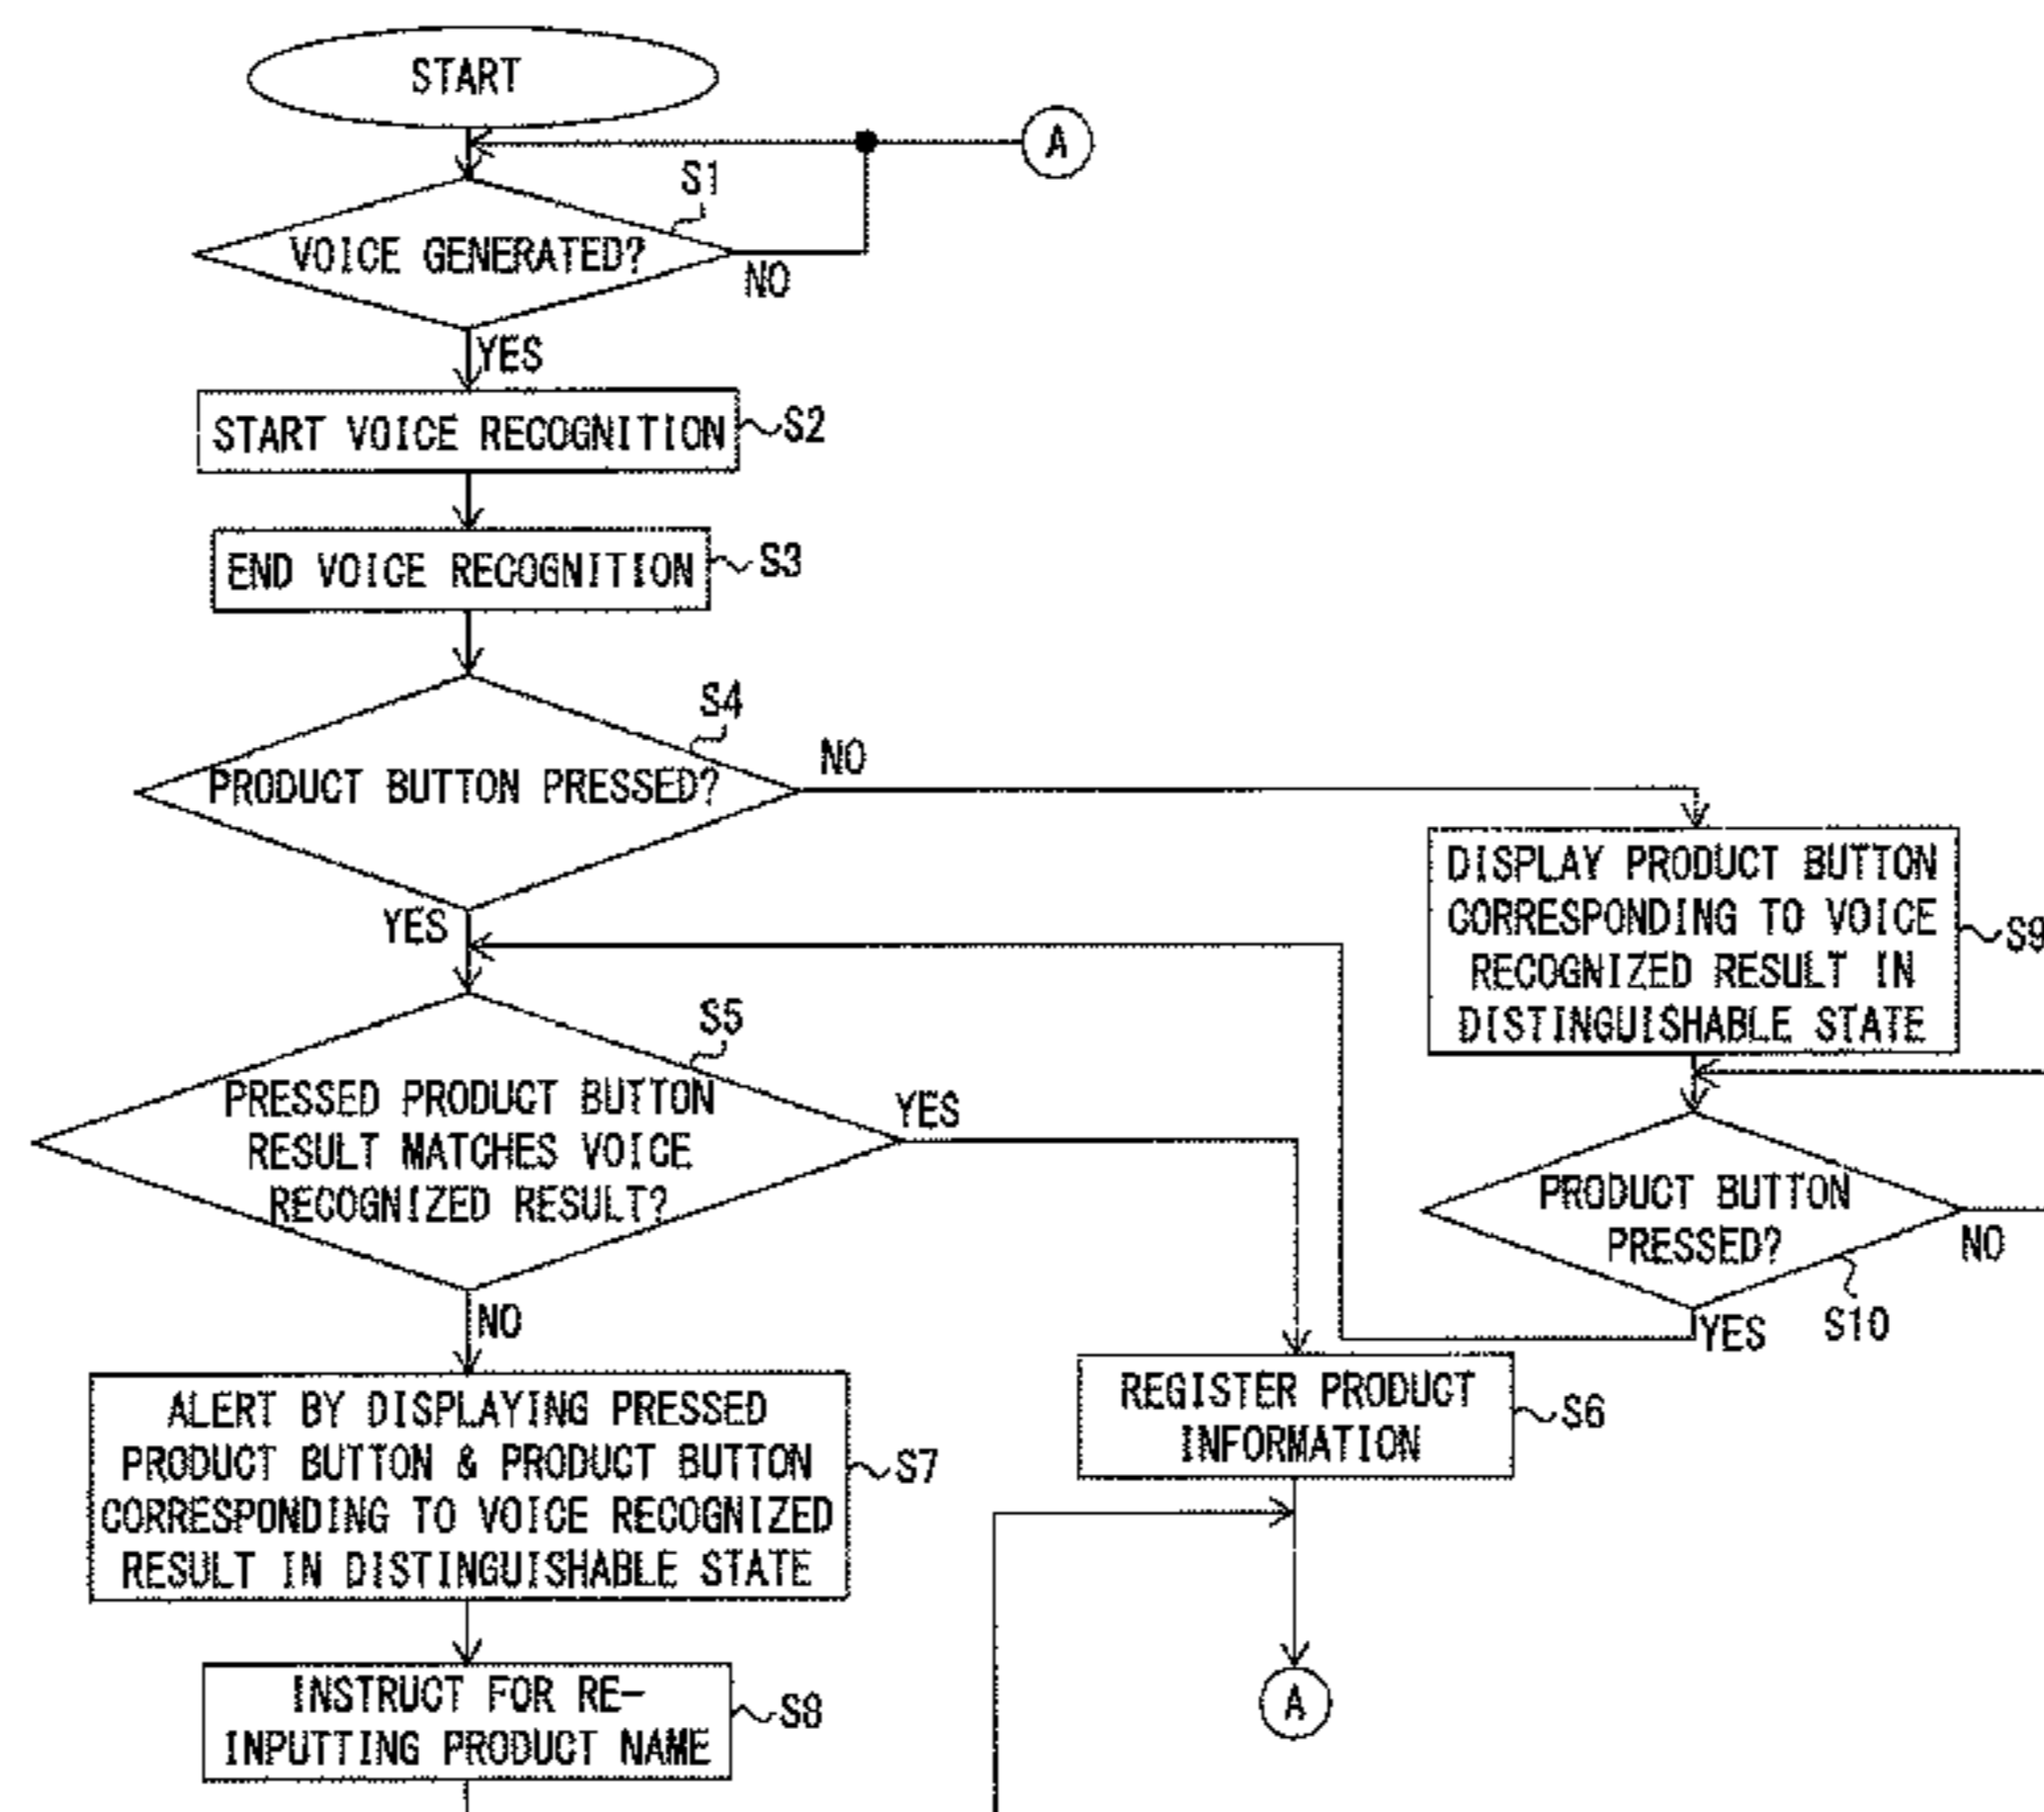 START
A
S1
VOICE GENERATED?
NO
YES
START VOICE RECOGNITION
S2
END VOICE RECOGNITION
S3
S4
PRODUCT BUTTON PRESSED?
NO
YES
DISPLAY PRODUCT BUTTON
CORRESPONDING TO VOICE
RECOGNIZED RESULT IN
DISTINGUISHABLE STATE
S9
S5
PRESSED PRODUCT BUTTON
RESULT MATCHES VOICE
RECOGNIZED RESULT?
YES
NO
PRODUCT BUTTON
PRESSED?
NO
YES
S10
REGISTER PRODUCT
INFORMATION
S6
ALERT BY DISPLAYING PRESSED
PRODUCT BUTTON & PRODUCT BUTTON
CORRESPONDING TO VOICE RECOGNIZED
RESULT IN DISTINGUISHABLE STATE
S7
INSTRUCT FOR RE-
INPUTTING PRODUCT NAME
S8
A